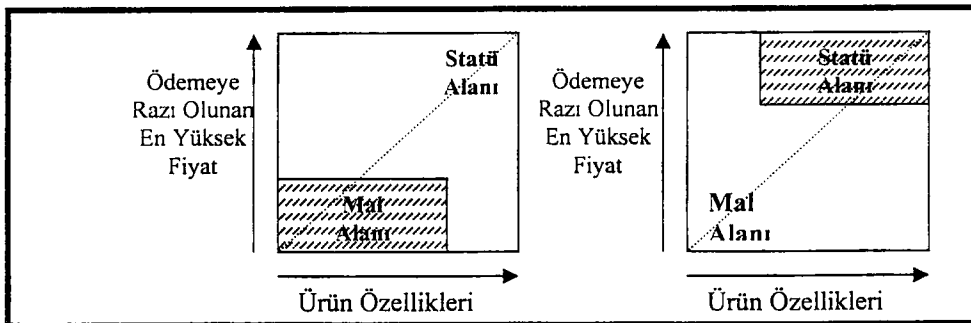 Ödemeye
Razı Olunan
En Yüksek
Fiyat
Statü
Alanı
Mal
Alanı
Ürün Özellikleri
Ödemeye
Razı Olunan
En Yüksek
Fiyat
Statü
Alanı
Mal
Alanı
Ürün Özellikleri